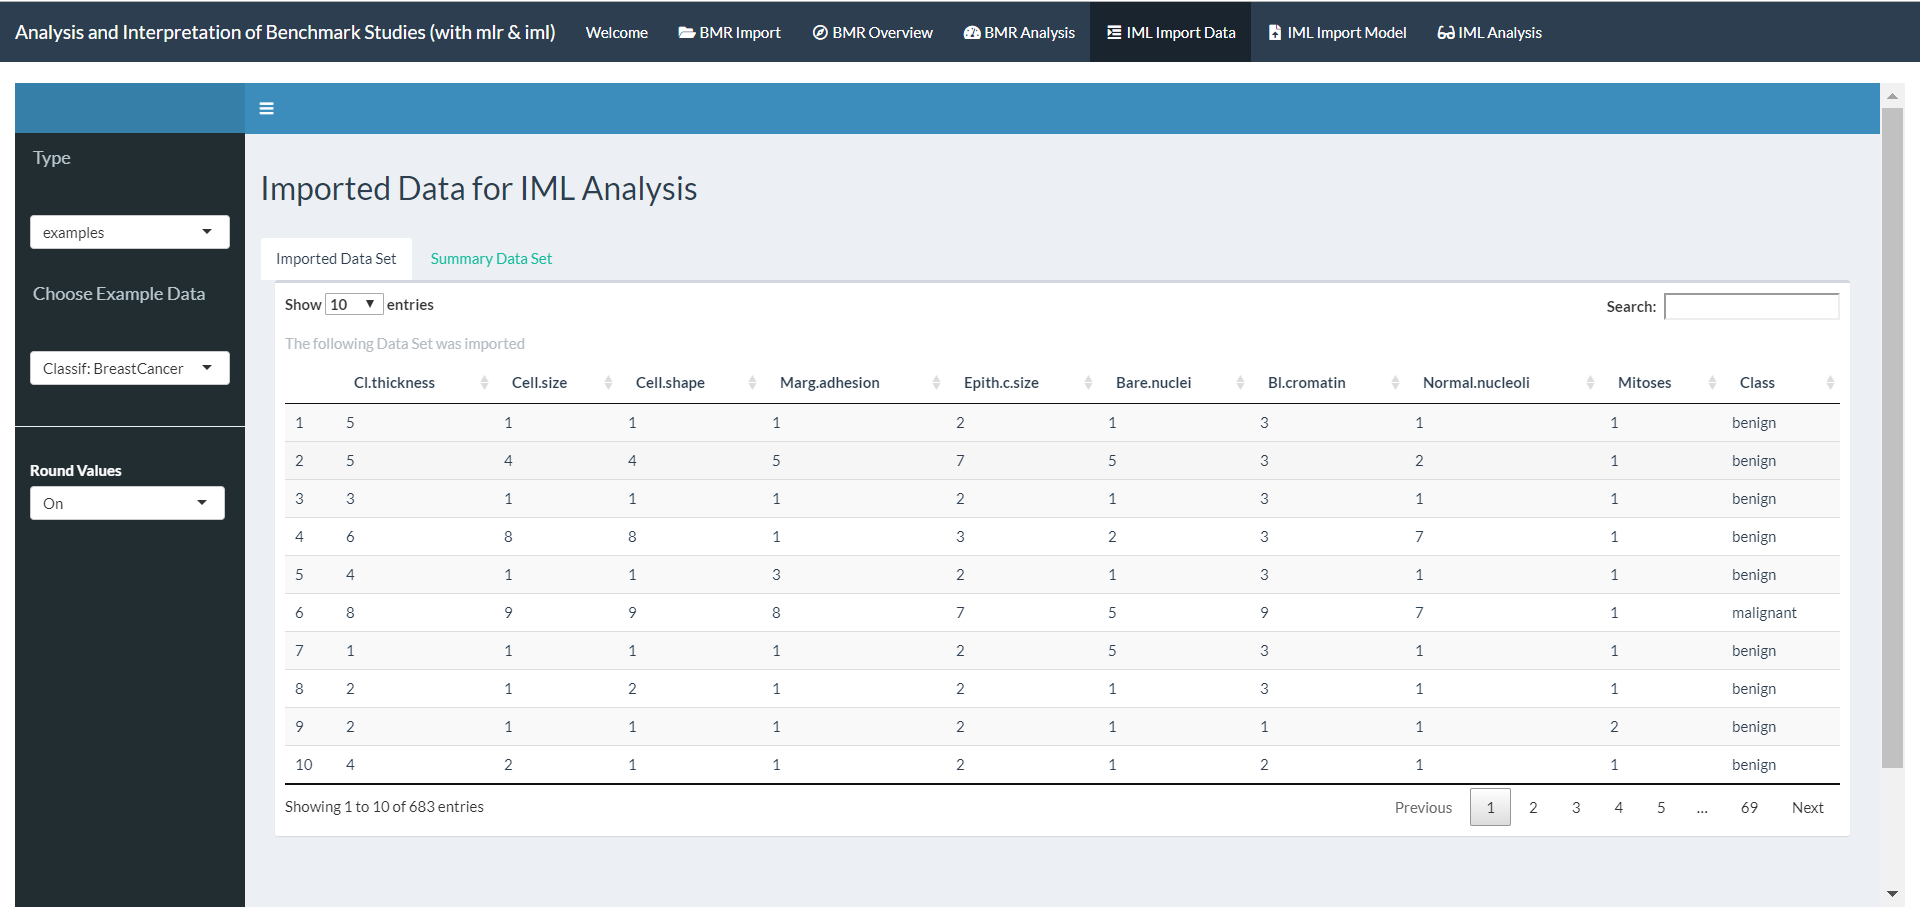 Analysis and Interpretation of Benchmark Studies (with mlr & iml) Welcome BMR Import BMR Overview BMR Analysis IML Import Data IML Import Model IML Analysis
Type
examples
Choose Example Data
Classif: BreastCancer
Round Values
On
Imported Data for IML Analysis
Imported Data Set Summary Data Set
Show 10 entries Search:
The following Data Set was imported
Cl.thickness Cell.size Cell.shape Marg.adhesion Epith.c.size Bare.nuclei Bl.cromatin Normal.nucleoli Mitoses Class
1 5 1 1 1 2 1 3 1 1 benign
2 5 4 4 5 7 5 3 2 1 benign
3 3 1 1 1 2 1 3 1 1 benign
4 6 8 8 1 3 2 3 7 1 benign
5 4 1 1 3 2 1 3 1 1 benign
6 8 9 9 8 7 5 9 7 1 malignant
7 1 1 1 1 2 5 3 1 1 benign
8 2 1 2 1 2 1 3 1 1 benign
9 2 1 1 1 2 1 1 1 2 benign
10 4 2 1 1 2 1 2 1 1 benign
Showing 1 to 10 of 683 entries Previous 1 2 3 4 5 ... 69 Next